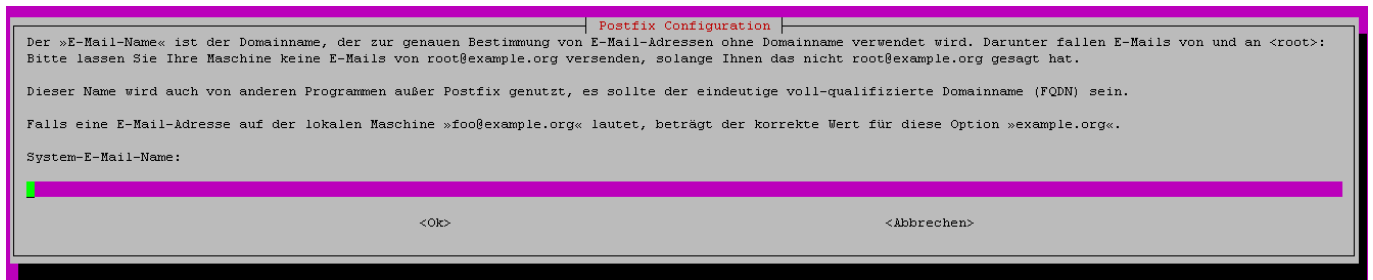 Postfix Configuration
Der »E-Mail-Name« ist der Domainname, der zur genauen Bestimmung von E-Mail-Adressen ohne Domainname verwendet wird. Darunter fallen E-Mails von und an <root>:
Bitte lassen Sie Ihre Maschine keine E-Mails von root@example.org versenden, solange Ihnen das nicht root@example.org gesagt hat.
Dieser Name wird auch von anderen Programmen außer Postfix genutzt, es sollte der eindeutige voll-qualifizierte Domainname (FQDN) sein.
Falls eine E-Mail-Adresse auf der lokalen Maschine »foo@example.org« lautet, beträgt der korrekte Wert für diese Option »example.org«.
System-E-Mail-Name:
<Ok> <Abbrechen>